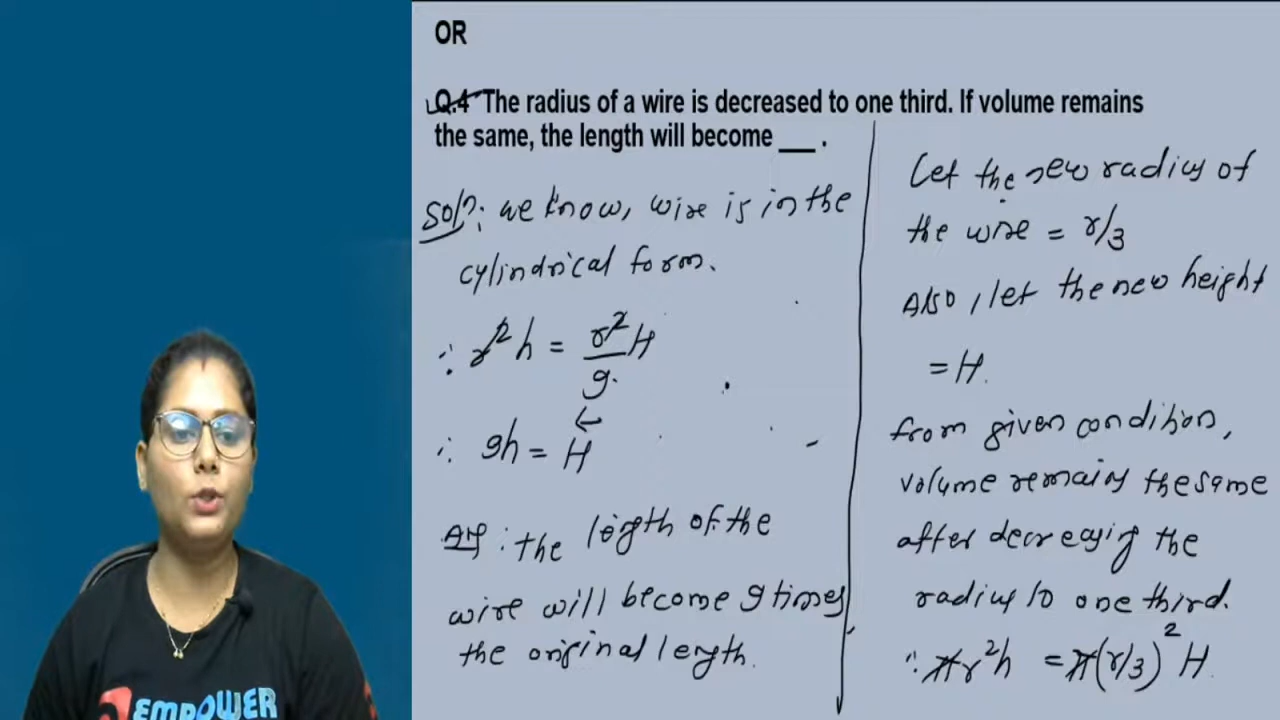 OR
Q.4 The radius of a wire is decreased to one third. If volume remains
the same, the length will become ___ .
Soln: we know, wire is in the
cylindrical form.
∴ r²h = r²/9 H
∴ 9h = H
Ans: the length of the
wire will become 9 times
the original length.
Let the new radius of
the wire = r/3
Also, let the new height
= H.
from given condition,
volume remains the same
after decreasing the
radius to one third.
∴ πr²h = π(r/3)² H.
EMPOWER